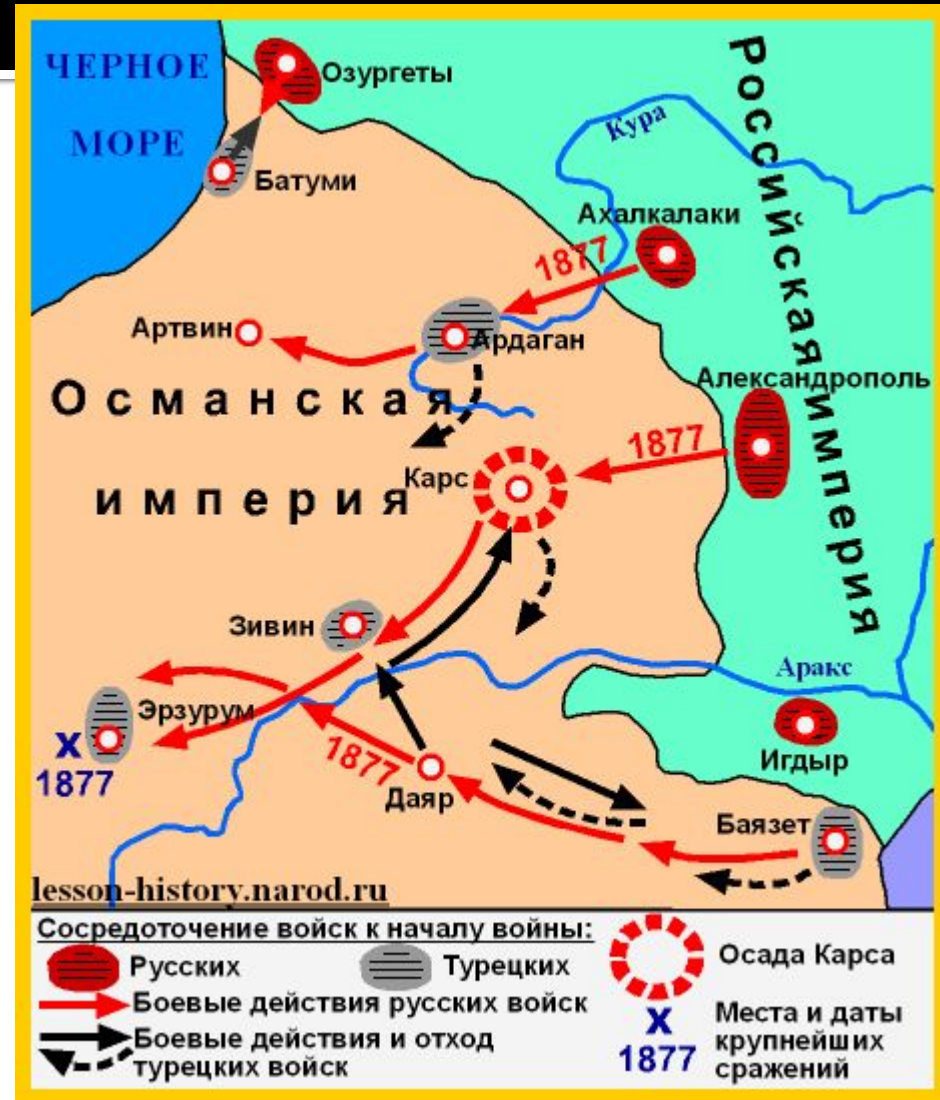 ЧЕРНОЕ
МОРЕ
Озургеты
Батуми
Российская империя
Кура
Ахалкалаки
1877
Артвин
Ардаган
Османская
империя
Александрополь
1877
Карс
Зивин
Аракс
Эрзурум
х
1877
1877
Даяр
Игдыр
Баязет
lesson-history.narod.ru
Сосредоточение войск к началу войны:
Русских
Турецких
Боевые действия русских войск
Боевые действия и отход
турецких войск
Осада Карса
х
1877
Места и даты
крупнейших
сражений